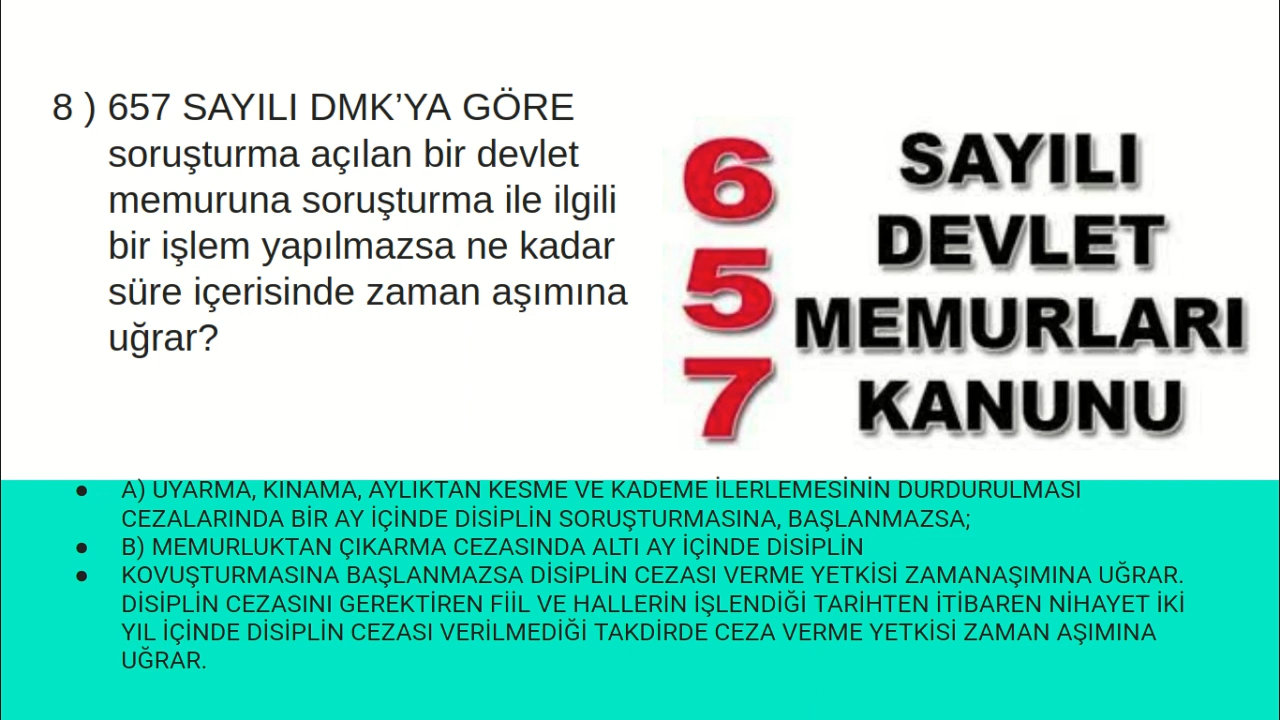 8 ) 657 SAYILI DMK’YA GÖRE
soruşturma açılan bir devlet
memuruna soruşturma ile ilgili
bir işlem yapılmazsa ne kadar
süre içerisinde zaman aşımına
uğrar?
6
5
7
SAYILI
DEVLET
MEMURLARI
KANUNU
● A) UYARMA, KINAMA, AYLIKTAN KESME VE KADEME İLERLEMESİNİN DURDURULMASI
CEZALARINDA BİR AY İÇİNDE DİSİPLİN SORUŞTURMASINA, BAŞLANMAZSA;
● B) MEMURLUKTAN ÇIKARMA CEZASINDA ALTI AY İÇİNDE DİSİPLİN
● KOVUŞTURMASINA BAŞLANMAZSA DİSİPLİN CEZASI VERME YETKİSİ ZAMANAŞIMINA UĞRAR.
DİSİPLİN CEZASINI GEREKTİREN FİİL VE HALLERİN İŞLENDİĞİ TARİHTEN İTİBAREN NİHAYET İKİ
YIL İÇİNDE DİSİPLİN CEZASI VERİLMEDİĞİ TAKDİRDE CEZA VERME YETKİSİ ZAMAN AŞIMINA
UĞRAR.